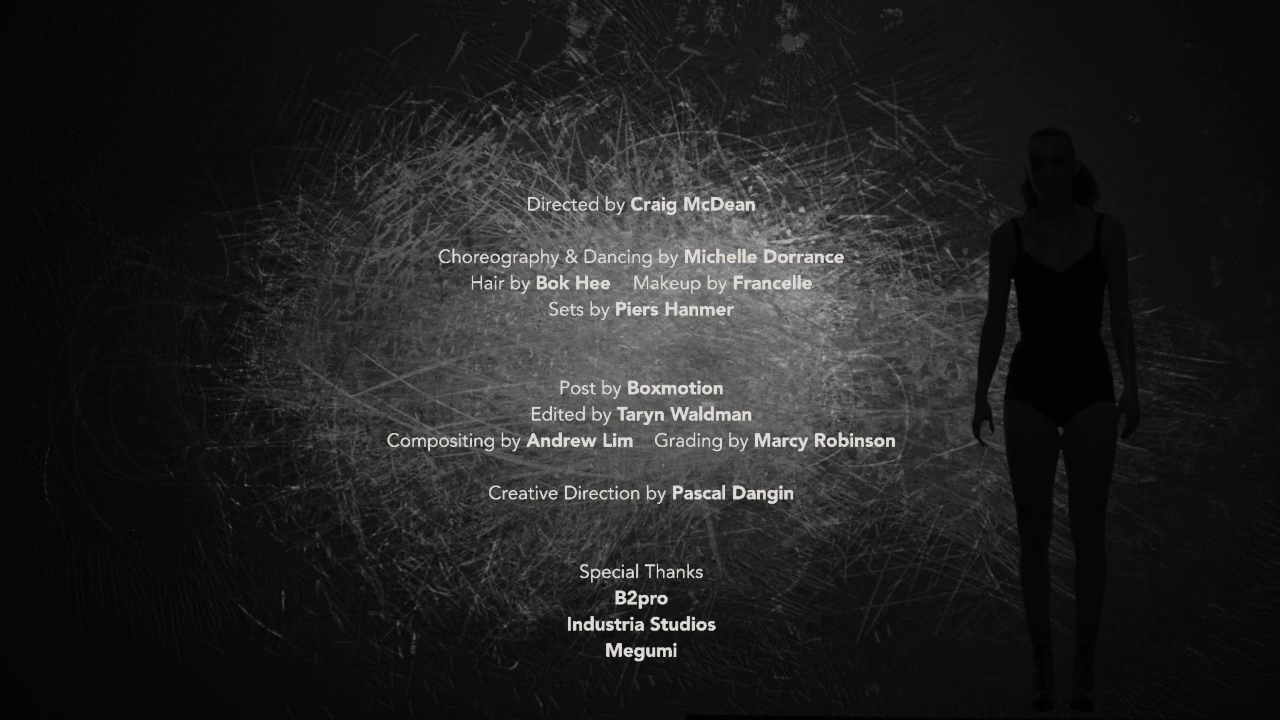 Directed by Craig McDean
Choreography & Dancing by Michelle Dorrance
Hair by Bok Hee Makeup by Francelle
Sets by Piers Hanmer
Post by Boxmotion
Edited by Taryn Waldman
Compositing by Andrew Lim Grading by Marcy Robinson
Creative Direction by Pascal Dangin
Special Thanks
B2pro
Industria Studios
Megumi